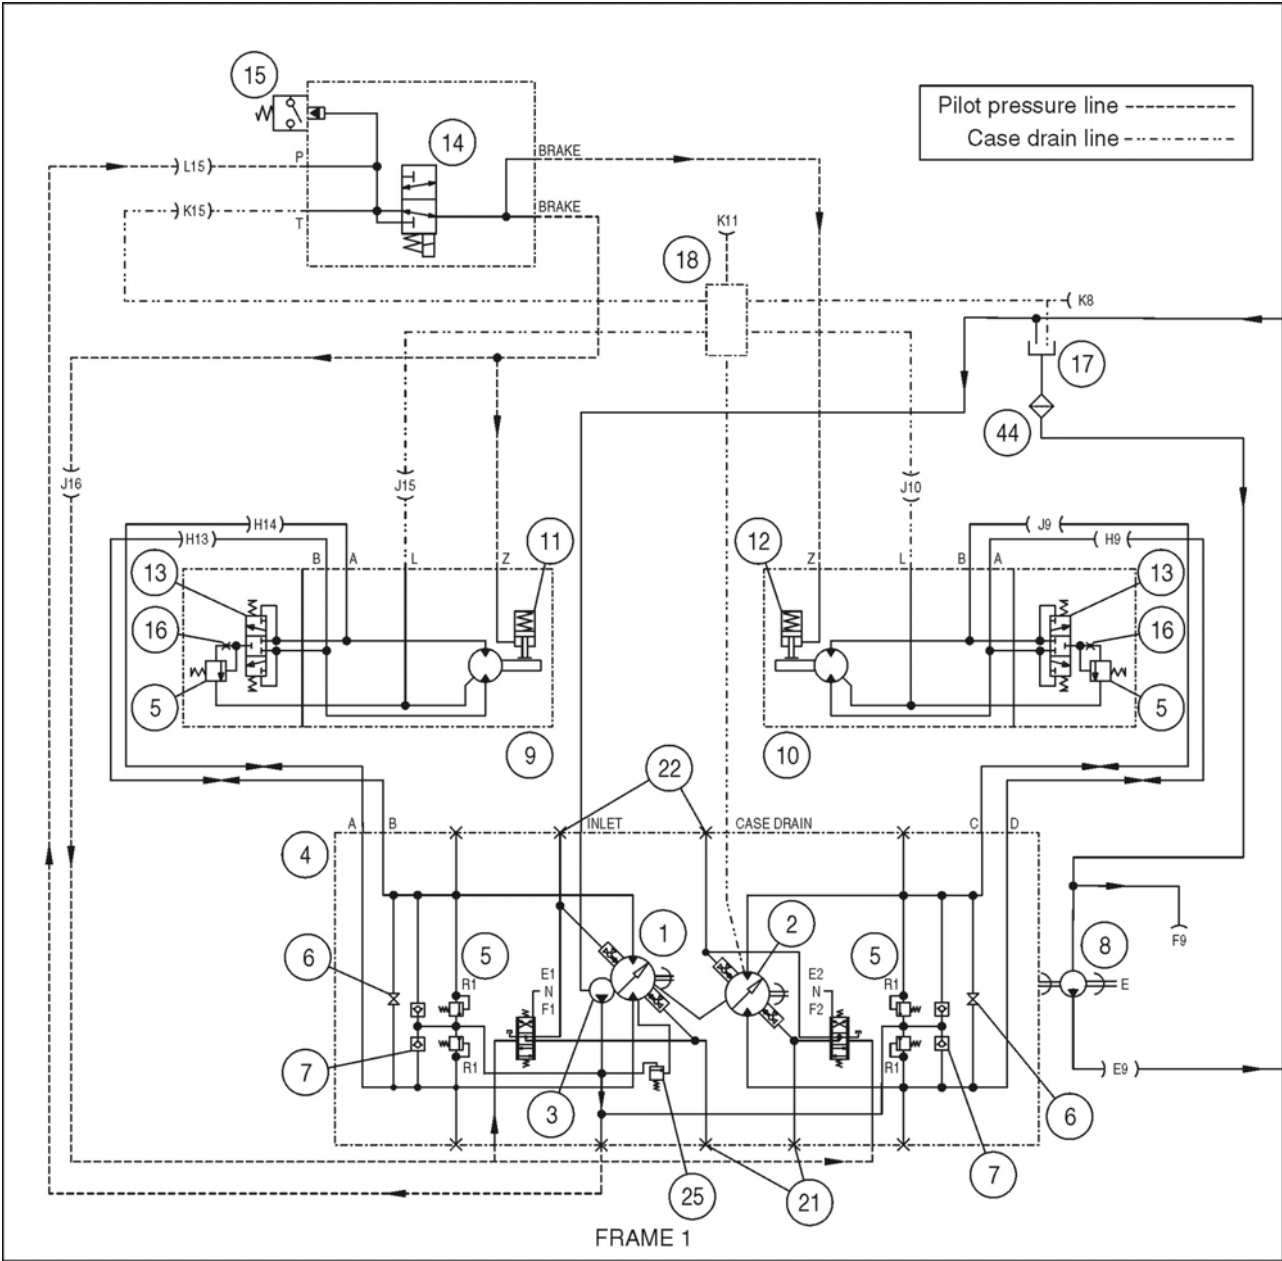 15
Pilot pressure line
Case drain line
14
BRAKE
P
L15
K15
T
BRAKE
K11
18
K8
17
44
J16
J15
J10
H14
H13
J9
H9
11
12
B A L Z
Z L B A
13
13
16
16
5
5
9
10
22
A B INLET CASE DRAIN C D
4
1
2
6
5
5
8
F9
E1
N
F1
E2
N
F2
R1
R1
E
R1
R1
7
3
E9
6
7
25
21
FRAME 1